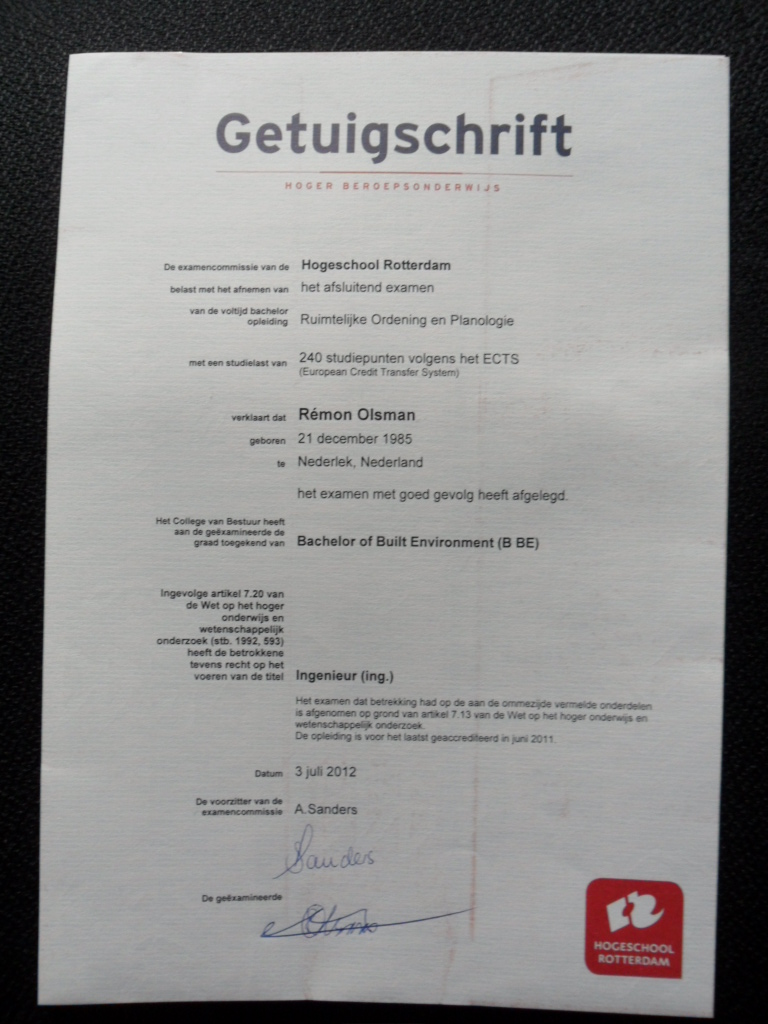 Getuigschrift
HOGER BEROEPSONDERWIJS
De examencommissie van de Hogeschool Rotterdam
belast met het afnemen van het afsluitend examen
van de voltijd bachelor
opleiding Ruimtelijke Ordening en Planologie
met een studielast van 240 studiepunten volgens het ECTS
(European Credit Transfer System)
verklaart dat Rémon Olsman
geboren 21 december 1985
te Nederlek, Nederland
het examen met goed gevolg heeft afgelegd.
Het College van Bestuur heeft
aan de geëxamineerde de
graad toegekend van Bachelor of Built Environment (B BE)
Ingevolge artikel 7.20 van
de Wet op het hoger
onderwijs en
wetenschappelijk
onderzoek (stb. 1992, 593)
heeft de betrokkene
tevens recht op het
voeren van de titel Ingenieur (ing.)
Het examen dat betrekking had op de aan de ommezijde vermelde onderdelen
is afgenomen op grond van artikel 7.13 van de Wet op het hoger onderwijs en
wetenschappelijk onderzoek.
De opleiding is voor het laatst geaccrediteerd in juni 2011.
Datum 3 juli 2012
De voorzitter van de
examencommissie A.Sanders
Sanders
De geëxamineerde
HOGESCHOOL
ROTTERDAM